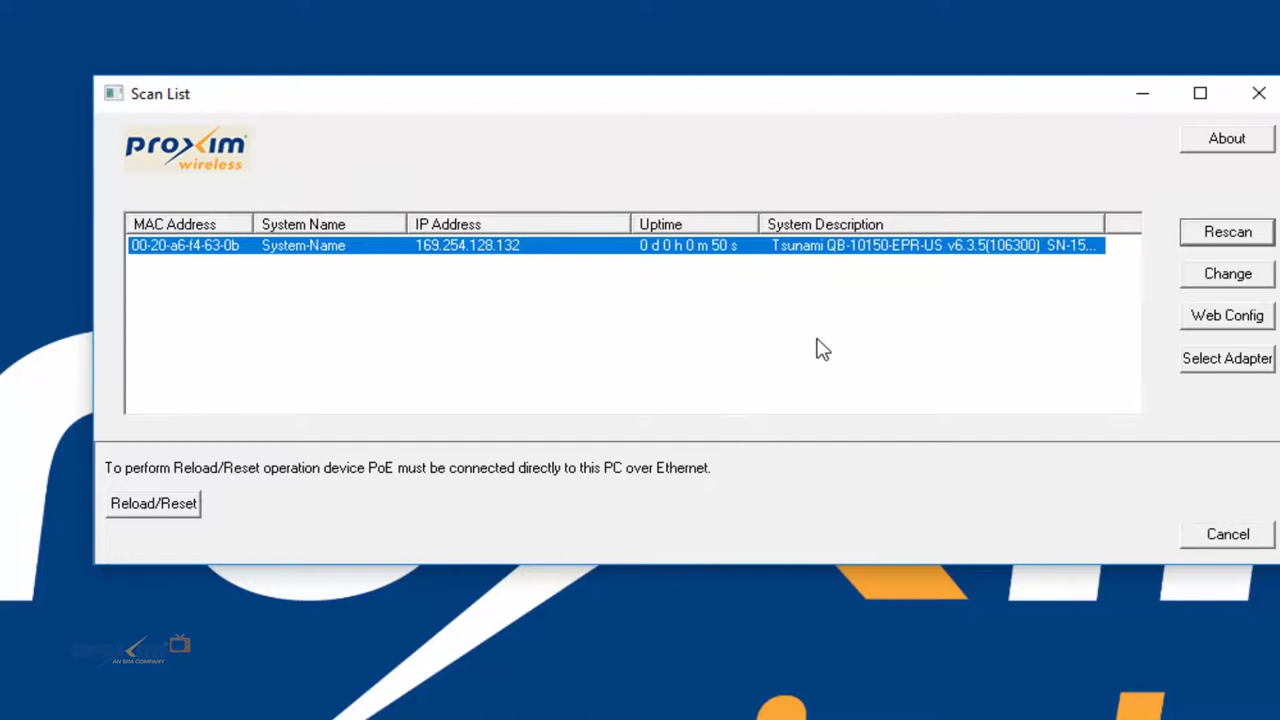 Scan List
proxim
wireless
About
MAC Address System Name IP Address Uptime System Description
00-20-a6-f4-63-0b System-Name 169.254.128.132 0 d 0 h 0 m 50 s Tsunami QB-10150-EPR-US v6.3.5(106300) SN-15...
Rescan
Change
Web Config
Select Adapter
To perform Reload/Reset operation device PoE must be connected directly to this PC over Ethernet.
Reload/Reset
Cancel
AN SRA COMPANY